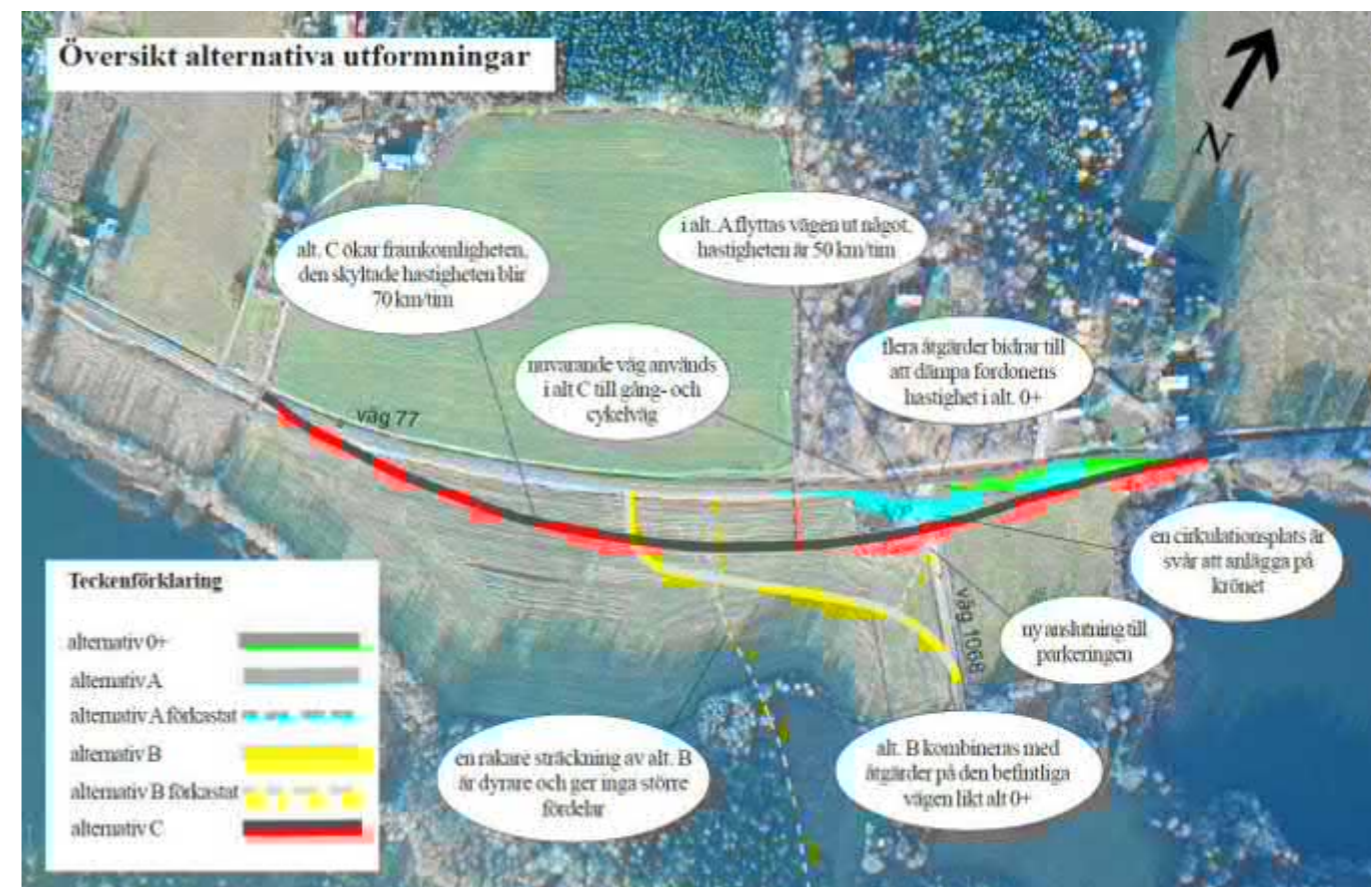 Översikt alternativa utformningar
N
i alt. A flyttas vägen ut något,
hastigheten är 50 km/tim
alt. C ökar framkomligheten,
den skyltade hastigheten blir
70 km/tim
flera åtgärder bidrar till
att dämpa fordonens
hastighet i alt. 0+
nuvarande väg används
i alt C till gång- och
cykelväg
väg 77
en cirkulationsplats är
svår att anlägga på
krönet
väg 1068
ny anslutning till
parkeringen
Teckenförklaring
alternativ 0+
alternativ A
alternativ A förkastat
alternativ B
alternativ B förkastat
alternativ C
en rakare sträckning av alt. B
är dyrare och ger inga större
fördelar
alt. B kombineras med
åtgärder på den befintliga
vägen likt alt 0+